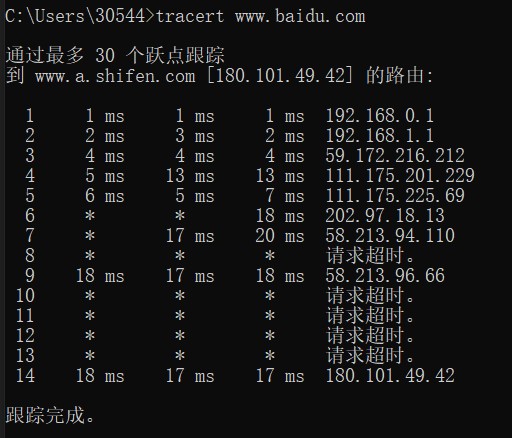 C:\Users\30544>tracert www.baidu.com
通过最多 30 个跃点跟踪
到 www.a.shifen.com [180.101.49.42] 的路由:
1 1 ms 1 ms 1 ms 192.168.0.1
2 2 ms 3 ms 2 ms 192.168.1.1
3 4 ms 4 ms 4 ms 59.172.216.212
4 5 ms 13 ms 13 ms 111.175.201.229
5 6 ms 5 ms 7 ms 111.175.225.69
6 * * 18 ms 202.97.18.13
7 * 17 ms 20 ms 58.213.94.110
8 * * * 请求超时。
9 18 ms 17 ms 18 ms 58.213.96.66
10 * * * 请求超时。
11 * * * 请求超时。
12 * * * 请求超时。
13 * * * 请求超时。
14 18 ms 17 ms 17 ms 180.101.49.42
跟踪完成。